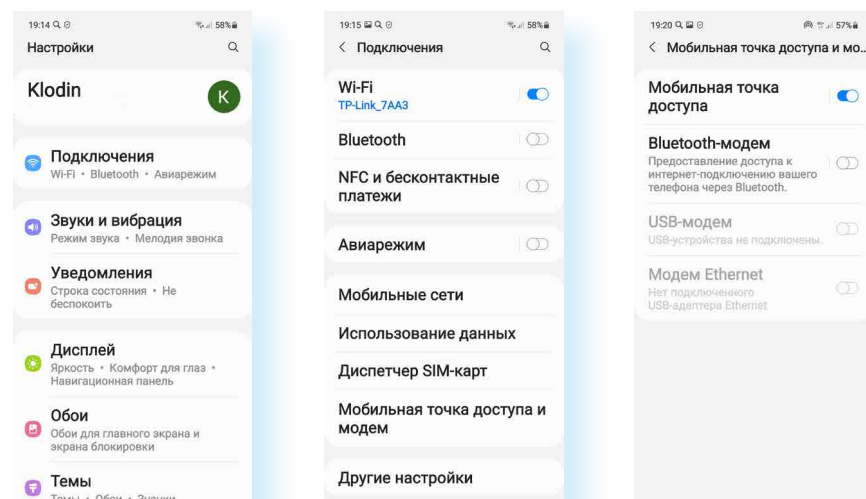 19:14
58%
Настройки
Klodin
К
Подключения
Wi-Fi • Bluetooth • Авиарежим
Звуки и вибрация
Режим звука • Мелодия звонка
Уведомления
Строка состояния • Не
беспокоить
Дисплей
Яркость • Комфорт для глаз •
Навигационная панель
Обои
Обои для главного экрана и
экрана блокировки
Темы
Темы • Обои • Значки
19:15
58%
Подключения
Wi-Fi
TP-Link_7AA3
Bluetooth
NFC и бесконтактные
платежи
Авиарежим
Мобильные сети
Использование данных
Диспетчер SIM-карт
Мобильная точка доступа и
модем
Другие настройки
19:20
57%
Мобильная точка доступа и мо..
Мобильная точка
доступа
Bluetooth-модем
Предоставление доступа к
интернет-подключению вашего
телефона через Bluetooth.
USB-модем
USB-устройства не подключены.
Модем Ethernet
Нет подключенного
USB-адаптера Ethernet